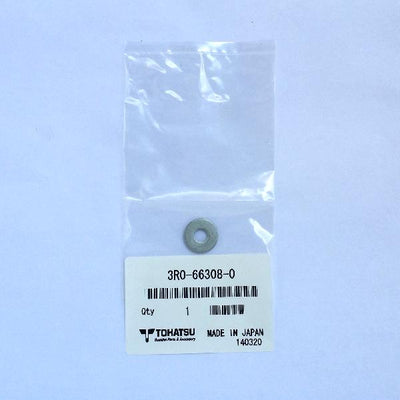 3R0-66308-0
Qty 1
TOHATSU MADE IN JAPAN
140320